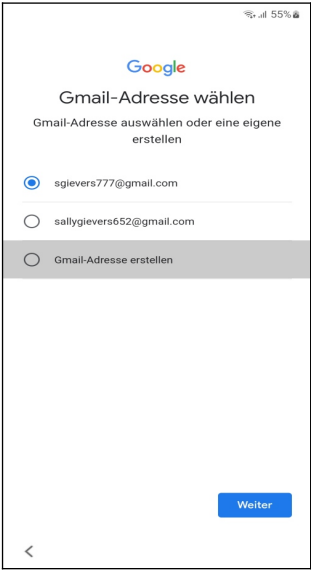 55%
Google
Gmail-Adresse wählen
Gmail-Adresse auswählen oder eine eigene
erstellen
sgievers777@gmail.com
sallygievers652@gmail.com
Gmail-Adresse erstellen
Weiter